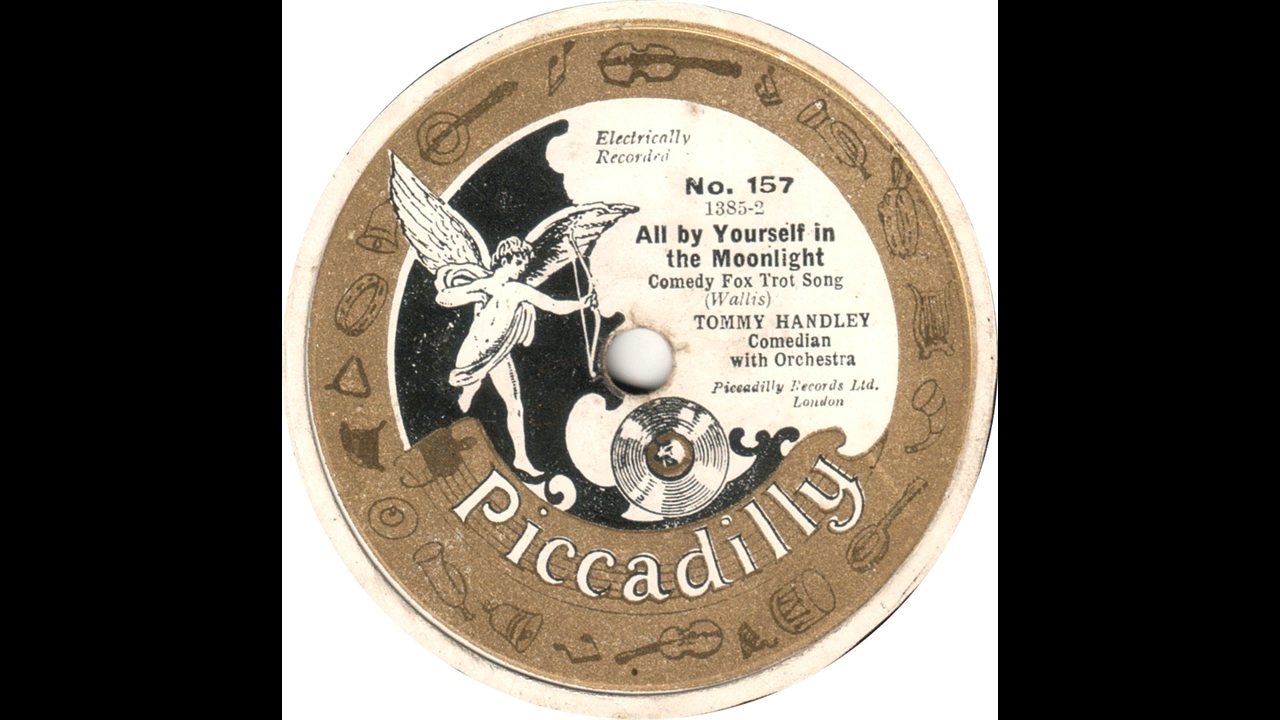 Electrically
Recorded
No. 157
1385-2
All by Yourself in
the Moonlight
Comedy Fox Trot Song
(Wallis)
TOMMY HANDLEY
Comedian
with Orchestra
Piccadilly Records Ltd.
London
Piccadilly